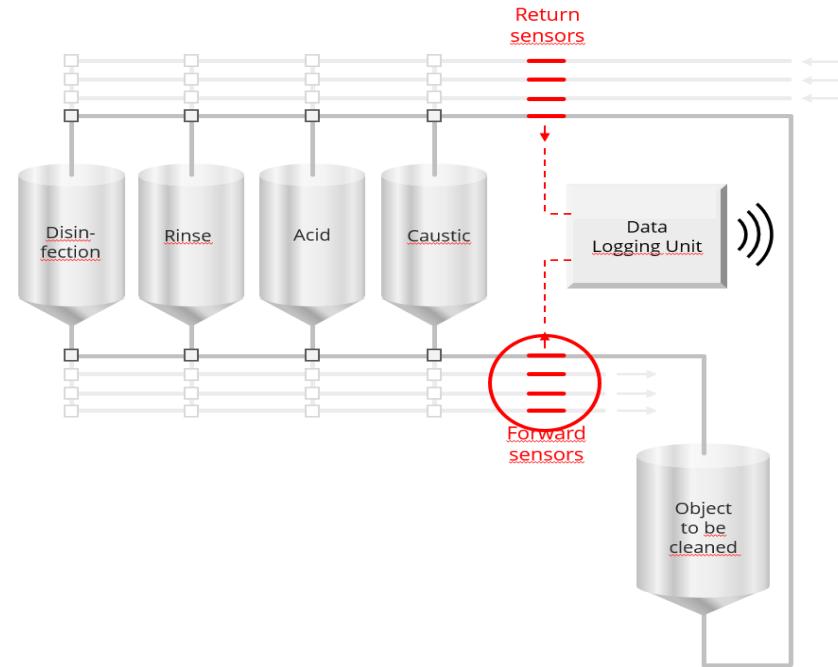 Return
sensors
Disin-
fection
Rinse
Acid
Caustic
Data
Logging Unit
Forward
sensors
Object
to be
cleaned